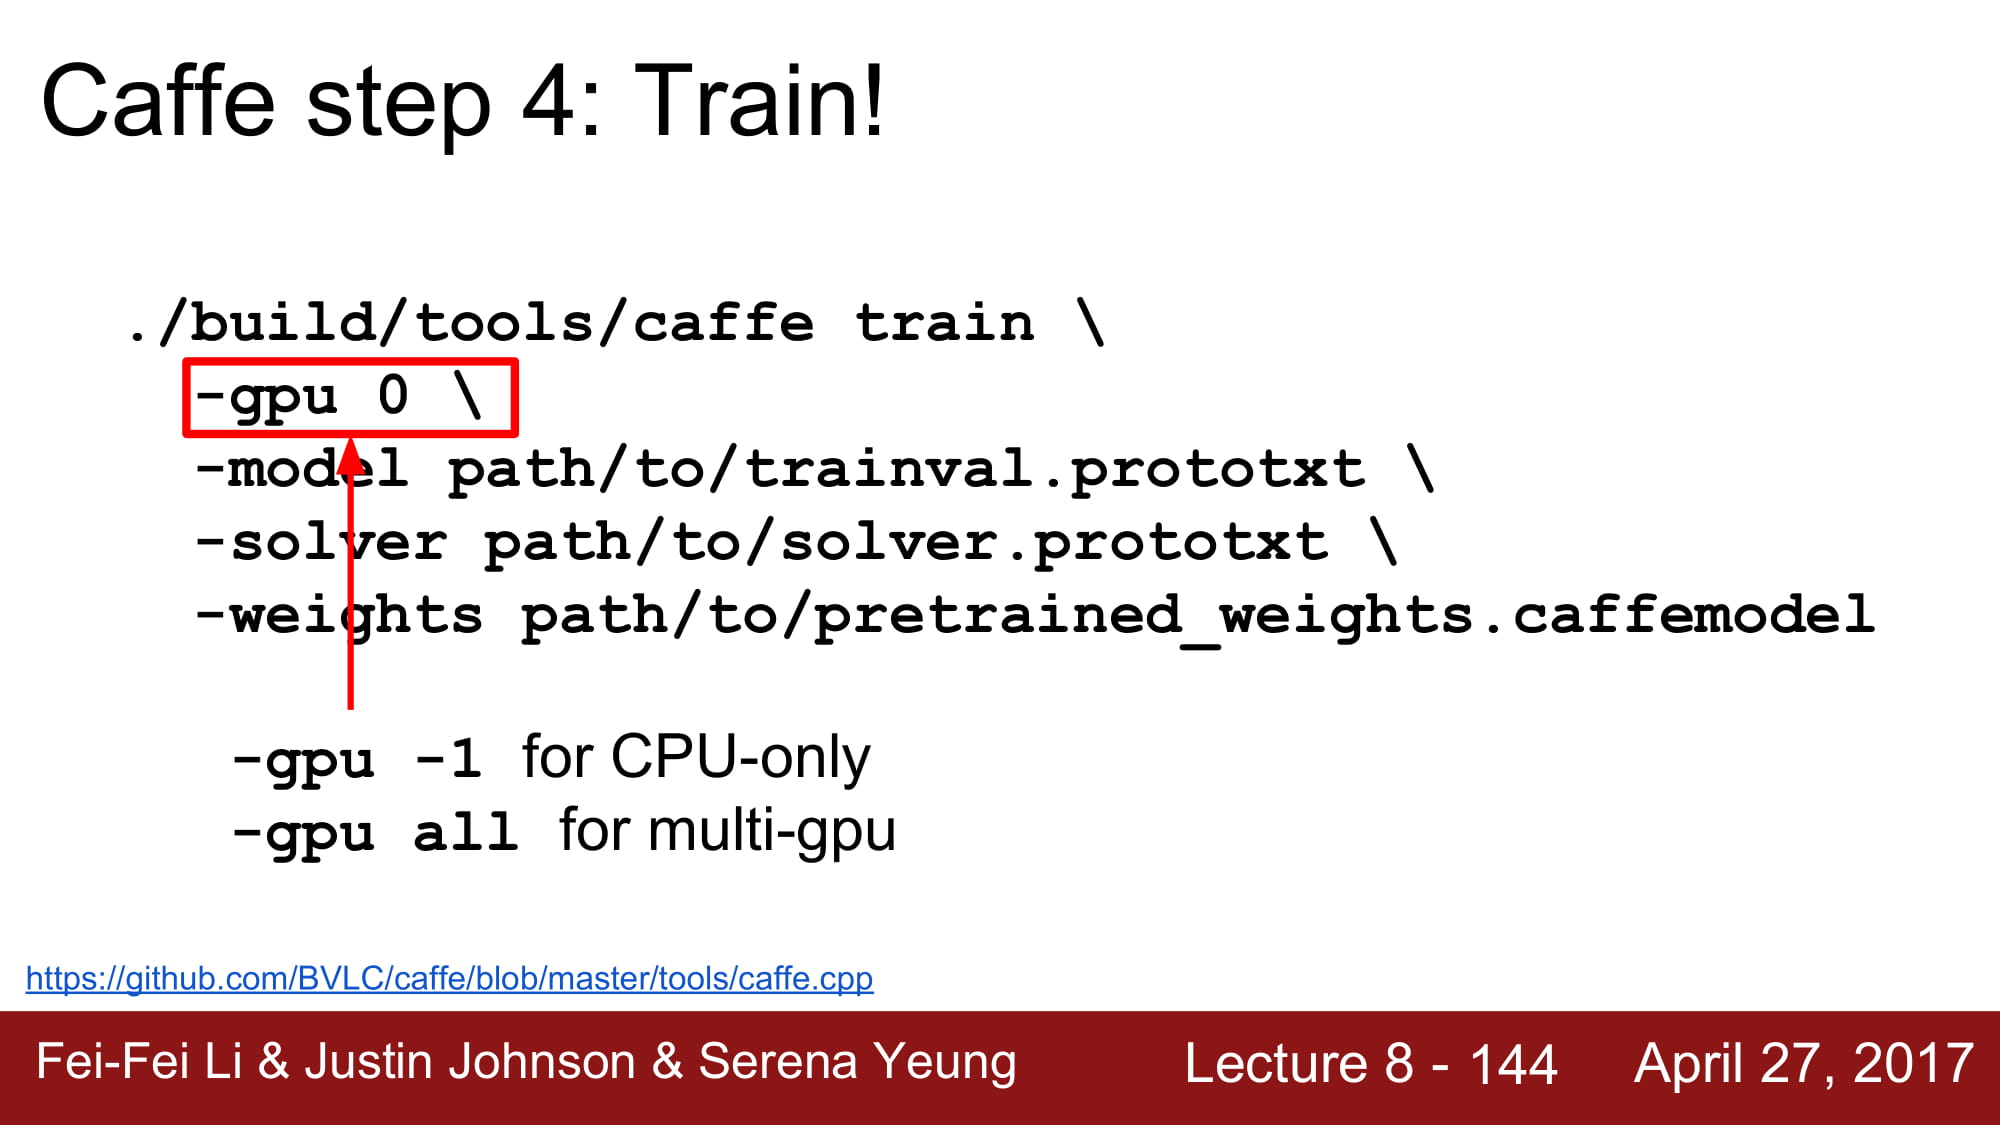 Caffe step 4: Train!
./build/tools/caffe train \
-gpu 0 \
-model path/to/trainval.prototxt \
-solver path/to/solver.prototxt \
-weights path/to/pretrained_weights.caffemodel
-gpu -1 for CPU-only
-gpu all for multi-gpu
https://github.com/BVLC/caffe/blob/master/tools/caffe.cpp
Fei-Fei Li & Justin Johnson & Serena Yeung Lecture 8 - 144 April 27, 2017